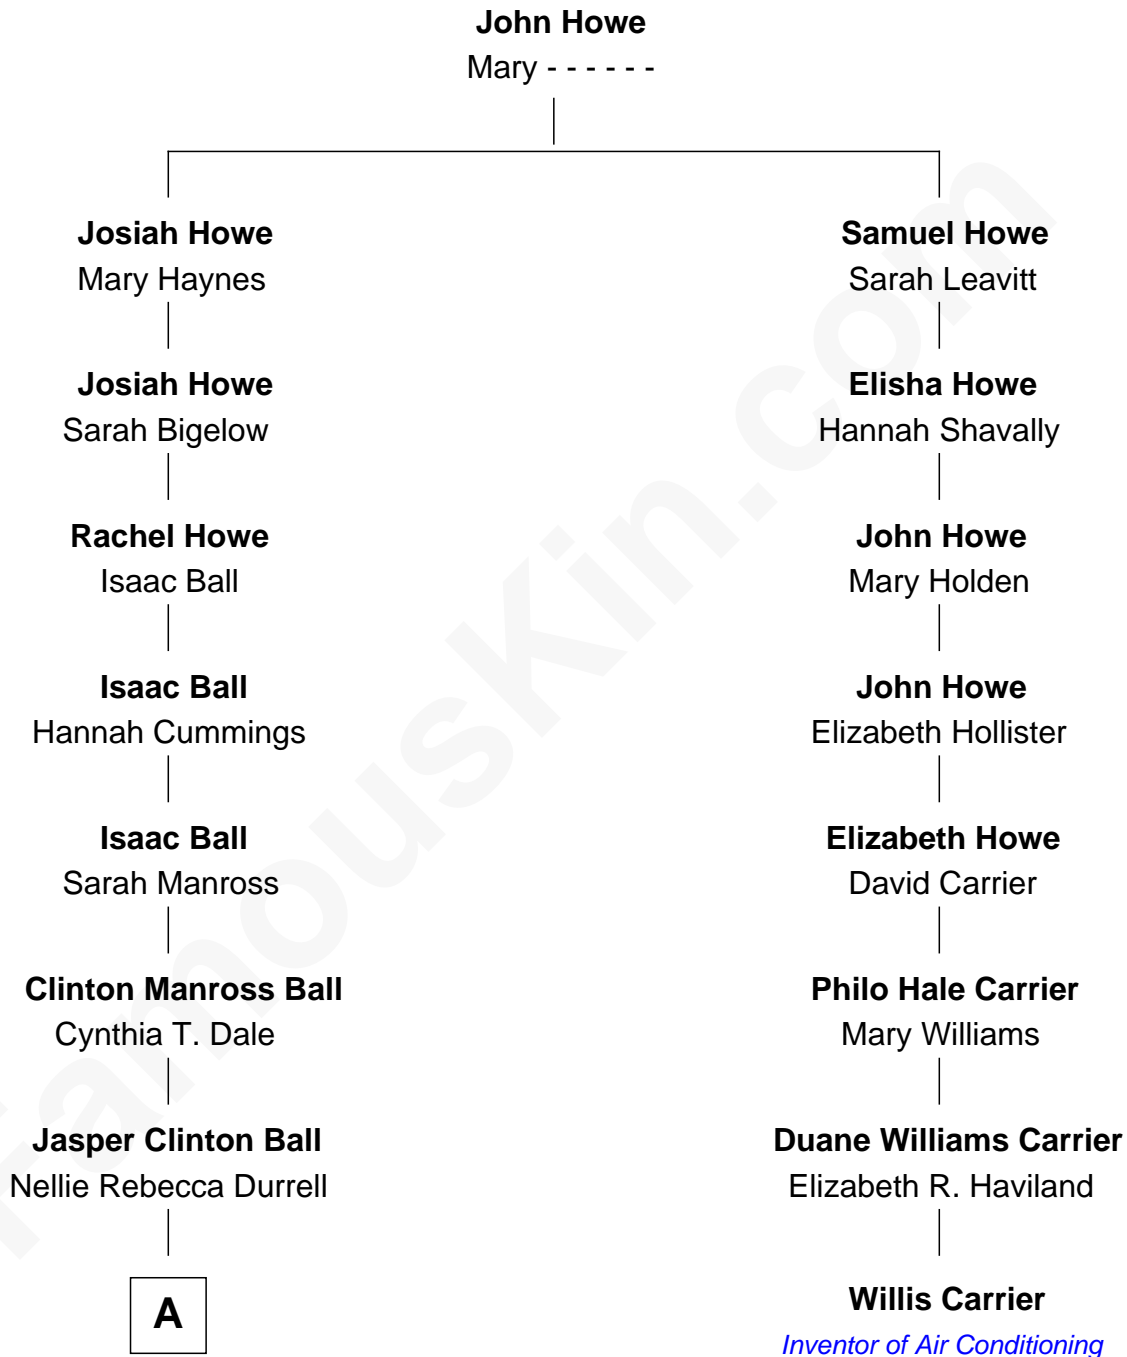 John Howe
Mary - - - - - -
Josiah Howe
Mary Haynes
Samuel Howe
Sarah Leavitt
Josiah Howe
Sarah Bigelow
Elisha Howe
Hannah Shavally
Rachel Howe
Isaac Ball
John Howe
Mary Holden
Isaac Ball
Hannah Cummings
John Howe
Elizabeth Hollister
Isaac Ball
Sarah Manross
Elizabeth Howe
David Carrier
Clinton Manross Ball
Cynthia T. Dale
Philo Hale Carrier
Mary Williams
Jasper Clinton Ball
Nellie Rebecca Durrell
Duane Williams Carrier
Elizabeth R. Haviland
A
Willis Carrier
Inventor of Air Conditioning
FamousKin.com